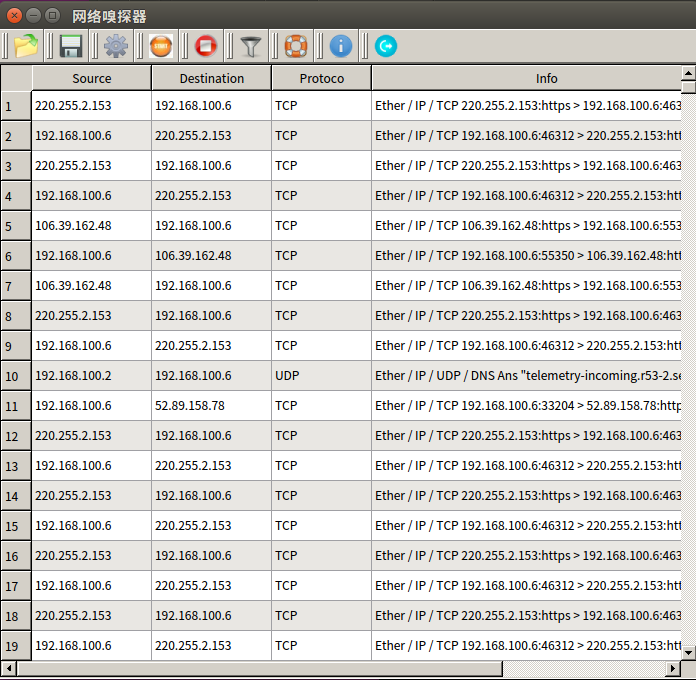 网络嗅探器
START
Source Destination Protoco Info
1 220.255.2.153 192.168.100.6 TCP Ether / IP / TCP 220.255.2.153:https > 192.168.100.6:463
2 192.168.100.6 220.255.2.153 TCP Ether / IP / TCP 192.168.100.6:46312 > 220.255.2.153:htt
3 220.255.2.153 192.168.100.6 TCP Ether / IP / TCP 220.255.2.153:https > 192.168.100.6:463
4 192.168.100.6 220.255.2.153 TCP Ether / IP / TCP 192.168.100.6:46312 > 220.255.2.153:htt
5 106.39.162.48 192.168.100.6 TCP Ether / IP / TCP 106.39.162.48:https > 192.168.100.6:553
6 192.168.100.6 106.39.162.48 TCP Ether / IP / TCP 192.168.100.6:55350 > 106.39.162.48:htt
7 106.39.162.48 192.168.100.6 TCP Ether / IP / TCP 106.39.162.48:https > 192.168.100.6:553
8 220.255.2.153 192.168.100.6 TCP Ether / IP / TCP 220.255.2.153:https > 192.168.100.6:463
9 192.168.100.6 220.255.2.153 TCP Ether / IP / TCP 192.168.100.6:46312 > 220.255.2.153:htt
10 192.168.100.2 192.168.100.6 UDP Ether / IP / UDP / DNS Ans "telemetry-incoming.r53-2.se
11 192.168.100.6 52.89.158.78 TCP Ether / IP / TCP 192.168.100.6:33204 > 52.89.158.78:http
12 220.255.2.153 192.168.100.6 TCP Ether / IP / TCP 220.255.2.153:https > 192.168.100.6:463
13 192.168.100.6 220.255.2.153 TCP Ether / IP / TCP 192.168.100.6:46312 > 220.255.2.153:htt
14 220.255.2.153 192.168.100.6 TCP Ether / IP / TCP 220.255.2.153:https > 192.168.100.6:463
15 192.168.100.6 220.255.2.153 TCP Ether / IP / TCP 192.168.100.6:46312 > 220.255.2.153:htt
16 220.255.2.153 192.168.100.6 TCP Ether / IP / TCP 220.255.2.153:https > 192.168.100.6:463
17 192.168.100.6 220.255.2.153 TCP Ether / IP / TCP 192.168.100.6:46312 > 220.255.2.153:htt
18 220.255.2.153 192.168.100.6 TCP Ether / IP / TCP 220.255.2.153:https > 192.168.100.6:463
19 192.168.100.6 220.255.2.153 TCP Ether / IP / TCP 192.168.100.6:46312 > 220.255.2.153:htt